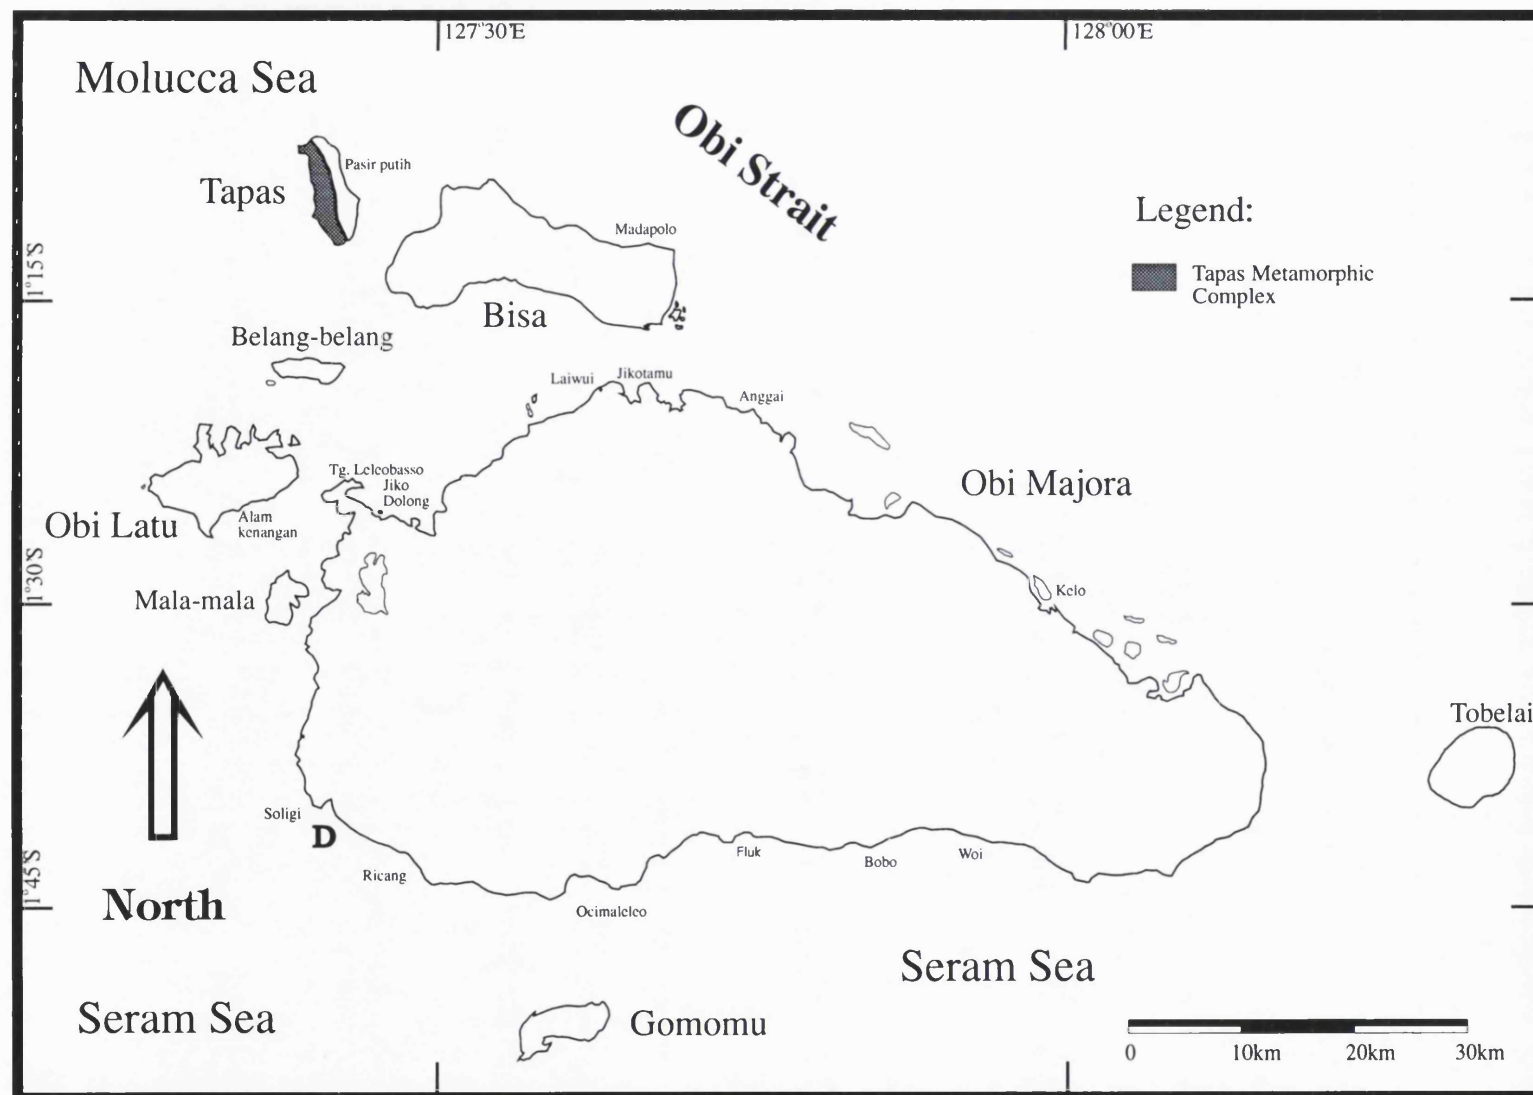 127°30'E
128°00'E
Molucca Sea
Obi Strait
Pasir putih
Tapas
Legend:
Madapolo
1°15'S
Tapas Metamorphic
Complex
Bisa
Belang-belang
Laiwui
Jikotamu
Anggai
Tg. Leleobasso
Jiko
Dolong
Obi Majora
Obi Latu
Alam
kenangan
1°30'S
Mala-mala
Kelo
Tobelai
Soligi
D
Fluk
Bobo
Woi
Ricang
1°45'S
North
Ocimaleleo
Seram Sea
Seram Sea
Gomomu
0
10km
20km
30km